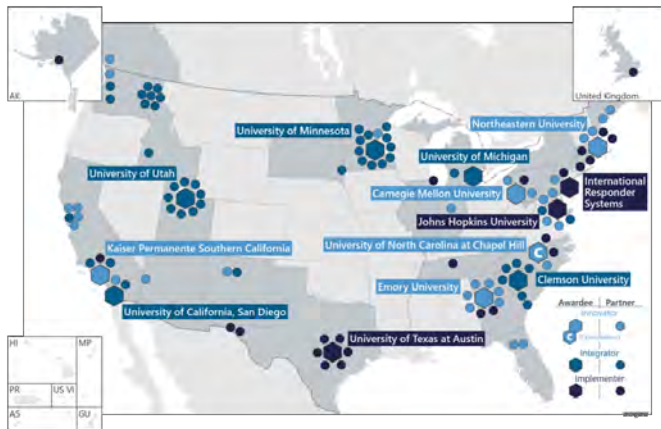 AK
United Kingdom
University of Minnesota
Northeastern University
University of Michigan
University of Utah
Carnegie Mellon University
International
Responder
Systems
Johns Hopkins University
University of North Carolina at Chapel Hill
C
Kaiser Permanente Southern California
Clemson University
Emory University
University of California, San Diego
University of Texas at Austin
Awardee
Partner
Innovator
C
Integrator
Implementer
HI
MP
PR
US VI
AS
GU